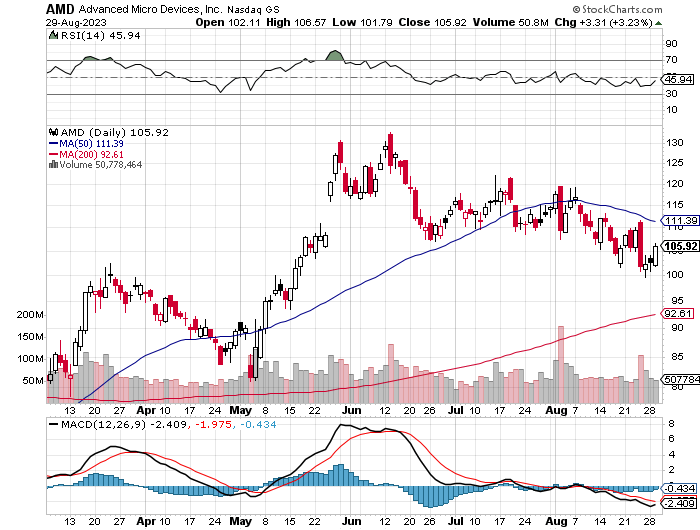 AMD Advanced Micro Devices, Inc. Nasdaq GS © StockCharts.com
29-Aug-2023 Open 102.11 High 106.57 Low 101.79 Close 105.92 Volume 50.8M Chg +3.31 (+3.23%)
RSI(14) 45.94
90
70
50
45.94
30
10
AMD (Daily) 105.92
MA(50) 111.39
MA(200) 92.61
Volume 50,778,464
130
125
120
115
111.39
110
105.92
100
95
92.61
90
85
80
507784
200M
150M
100M
50M
13 20 27 Apr 10 17 24 May 8 15 22 Jun 12 20 26 Jul 10 17 24 Aug 7 14 21 28
MACD(12,26,9) -2.409, -1.975, -0.434
8
6
4
2
-0.434
-2.409
13 20 27 Apr 10 17 24 May 8 15 22 Jun 12 20 26 Jul 10 17 24 Aug 7 14 21 28